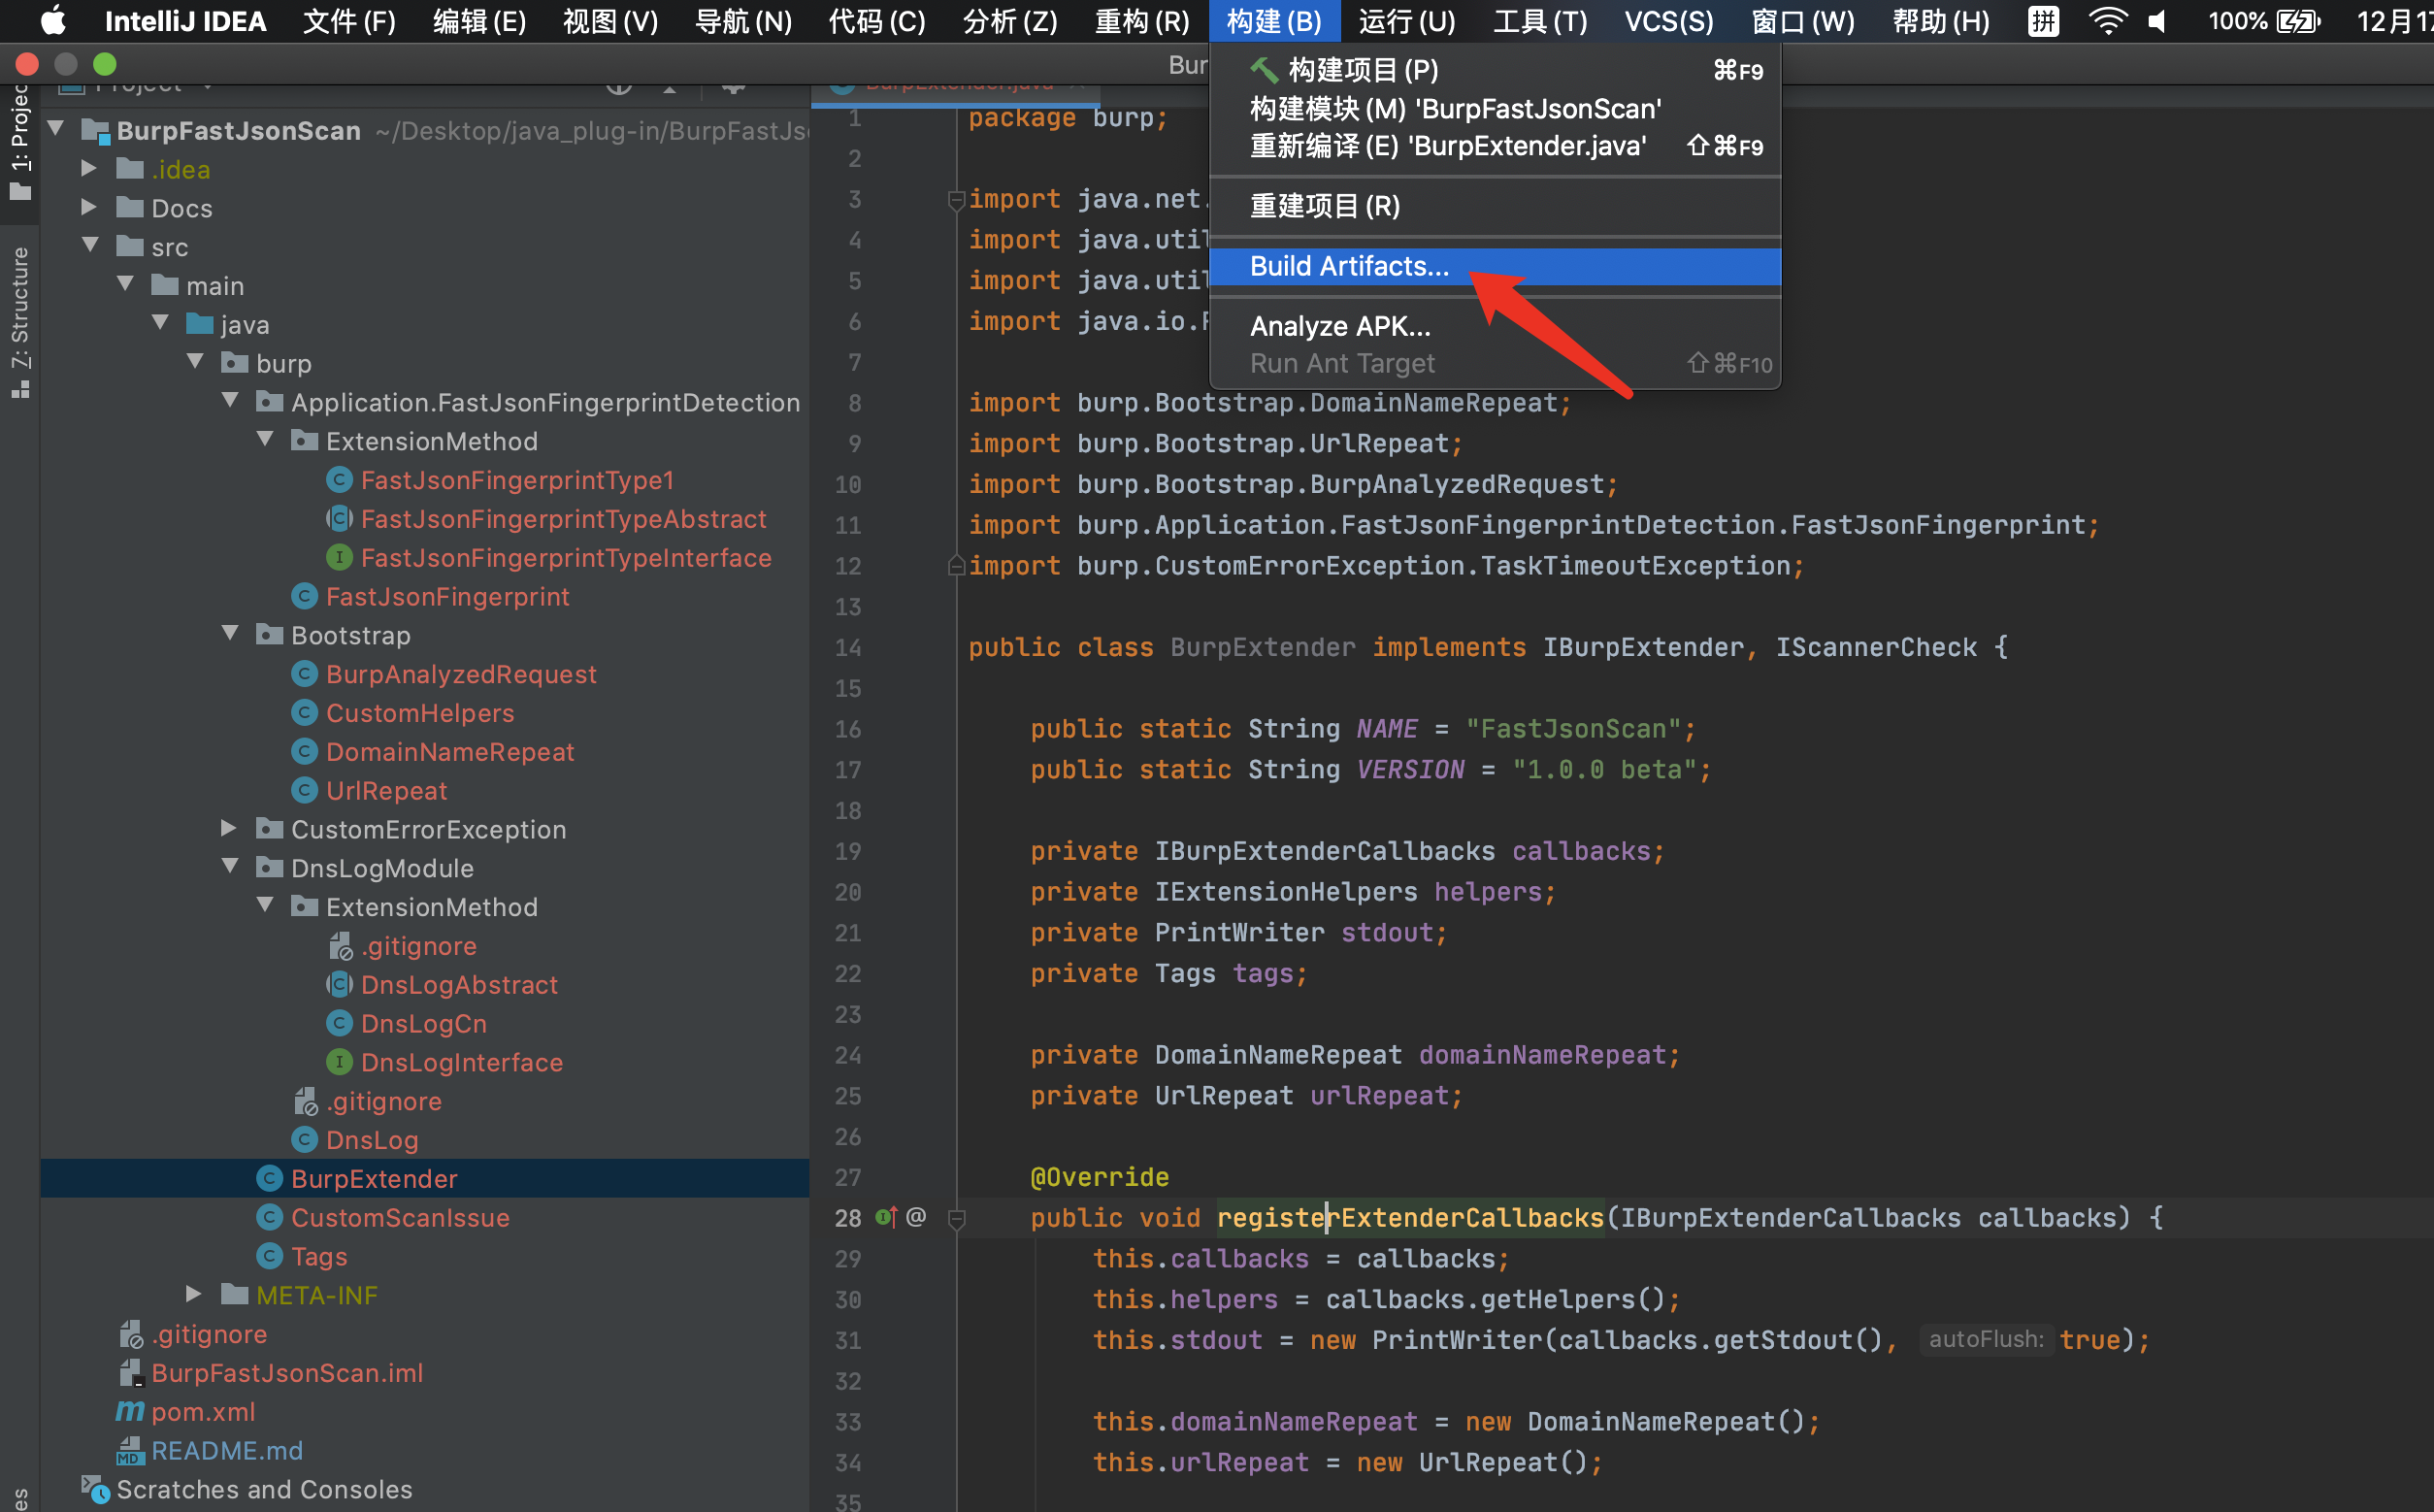 IntelliJ IDEA 文件(F) 编辑(E) 视图(V) 导航(N) 代码(C) 分析(Z) 重构(R) 构建(B) 运行(U) 工具(T) VCS(S) 窗口(W) 帮助(H) 拼 100% 12月17
Bur
构建项目(P) ⌘F9
构建模块(M) 'BurpFastJsonScan'
重新编译(E) 'BurpExtender.java' ⇧⌘F9
重建项目(R)
Build Artifacts...
Analyze APK...
Run Ant Target ⇧⌘F10
Project
1: Projec
7: Structure
es
BurpFastJsonScan ~/Desktop/java_plug-in/BurpFastJs
.idea
Docs
src
main
java
burp
Application.FastJsonFingerprintDetection
ExtensionMethod
FastJsonFingerprintType1
FastJsonFingerprintTypeAbstract
FastJsonFingerprintTypeInterface
FastJsonFingerprint
Bootstrap
BurpAnalyzedRequest
CustomHelpers
DomainNameRepeat
UrlRepeat
CustomErrorException
DnsLogModule
ExtensionMethod
.gitignore
DnsLogAbstract
DnsLogCn
DnsLogInterface
.gitignore
DnsLog
BurpExtender
CustomScanIssue
Tags
META-INF
.gitignore
BurpFastJsonScan.iml
pom.xml
README.md
Scratches and Consoles
BurpExtender.java
1 package burp;
2
3 import java.net.
4 import java.util
5 import java.util
6 import java.io.
7
8 import burp.Bootstrap.DomainNameRepeat;
9 import burp.Bootstrap.UrlRepeat;
10 import burp.Bootstrap.BurpAnalyzedRequest;
11 import burp.Application.FastJsonFingerprintDetection.FastJsonFingerprint;
12 import burp.CustomErrorException.TaskTimeoutException;
13
14 public class BurpExtender implements IBurpExtender, IScannerCheck {
15
16 public static String NAME = "FastJsonScan";
17 public static String VERSION = "1.0.0 beta";
18
19 private IBurpExtenderCallbacks callbacks;
20 private IExtensionHelpers helpers;
21 private PrintWriter stdout;
22 private Tags tags;
23
24 private DomainNameRepeat domainNameRepeat;
25 private UrlRepeat urlRepeat;
26
27 @Override
28 @ public void registerExtenderCallbacks(IBurpExtenderCallbacks callbacks) {
29 this.callbacks = callbacks;
30 this.helpers = callbacks.getHelpers();
31 this.stdout = new PrintWriter(callbacks.getStdout(), autoFlush: true);
32
33 this.domainNameRepeat = new DomainNameRepeat();
34 this.urlRepeat = new UrlRepeat();
35